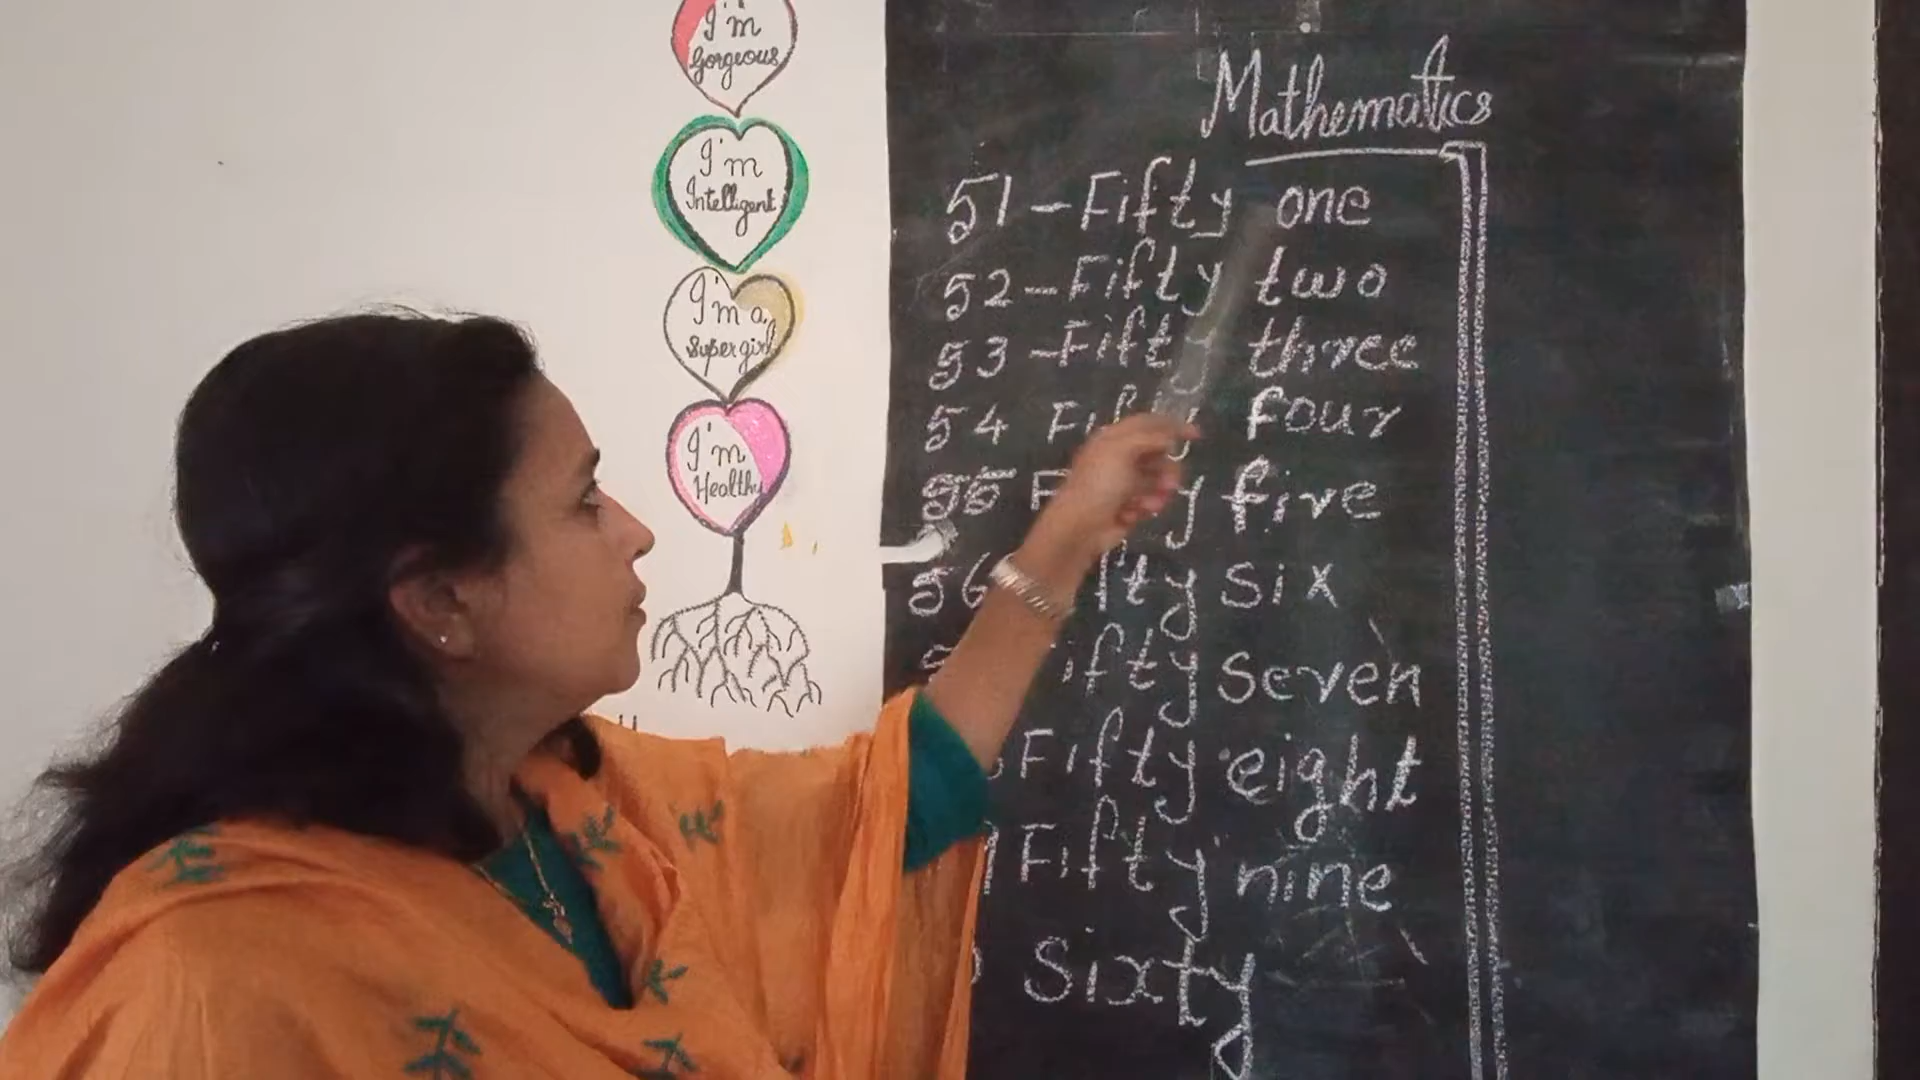 I'm
Gorgeous
I'm
Intelligent
I'm a
Super girl
I'm
Healthy
Mathematics
51 - Fifty one
52 - Fifty two
53 - Fifty three
54 Fifty four
55 five
56 six
seven
Fifty eight
Fifty nine
Sixty